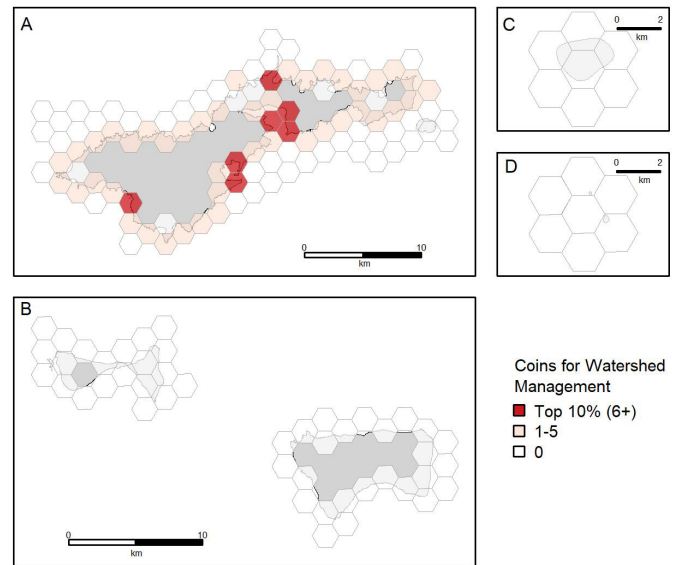 A
0 10
km
C
0 2
km
D
0 2
km
B
0 10
km
Coins for Watershed
Management
Top 10% (6+)
1-5
0